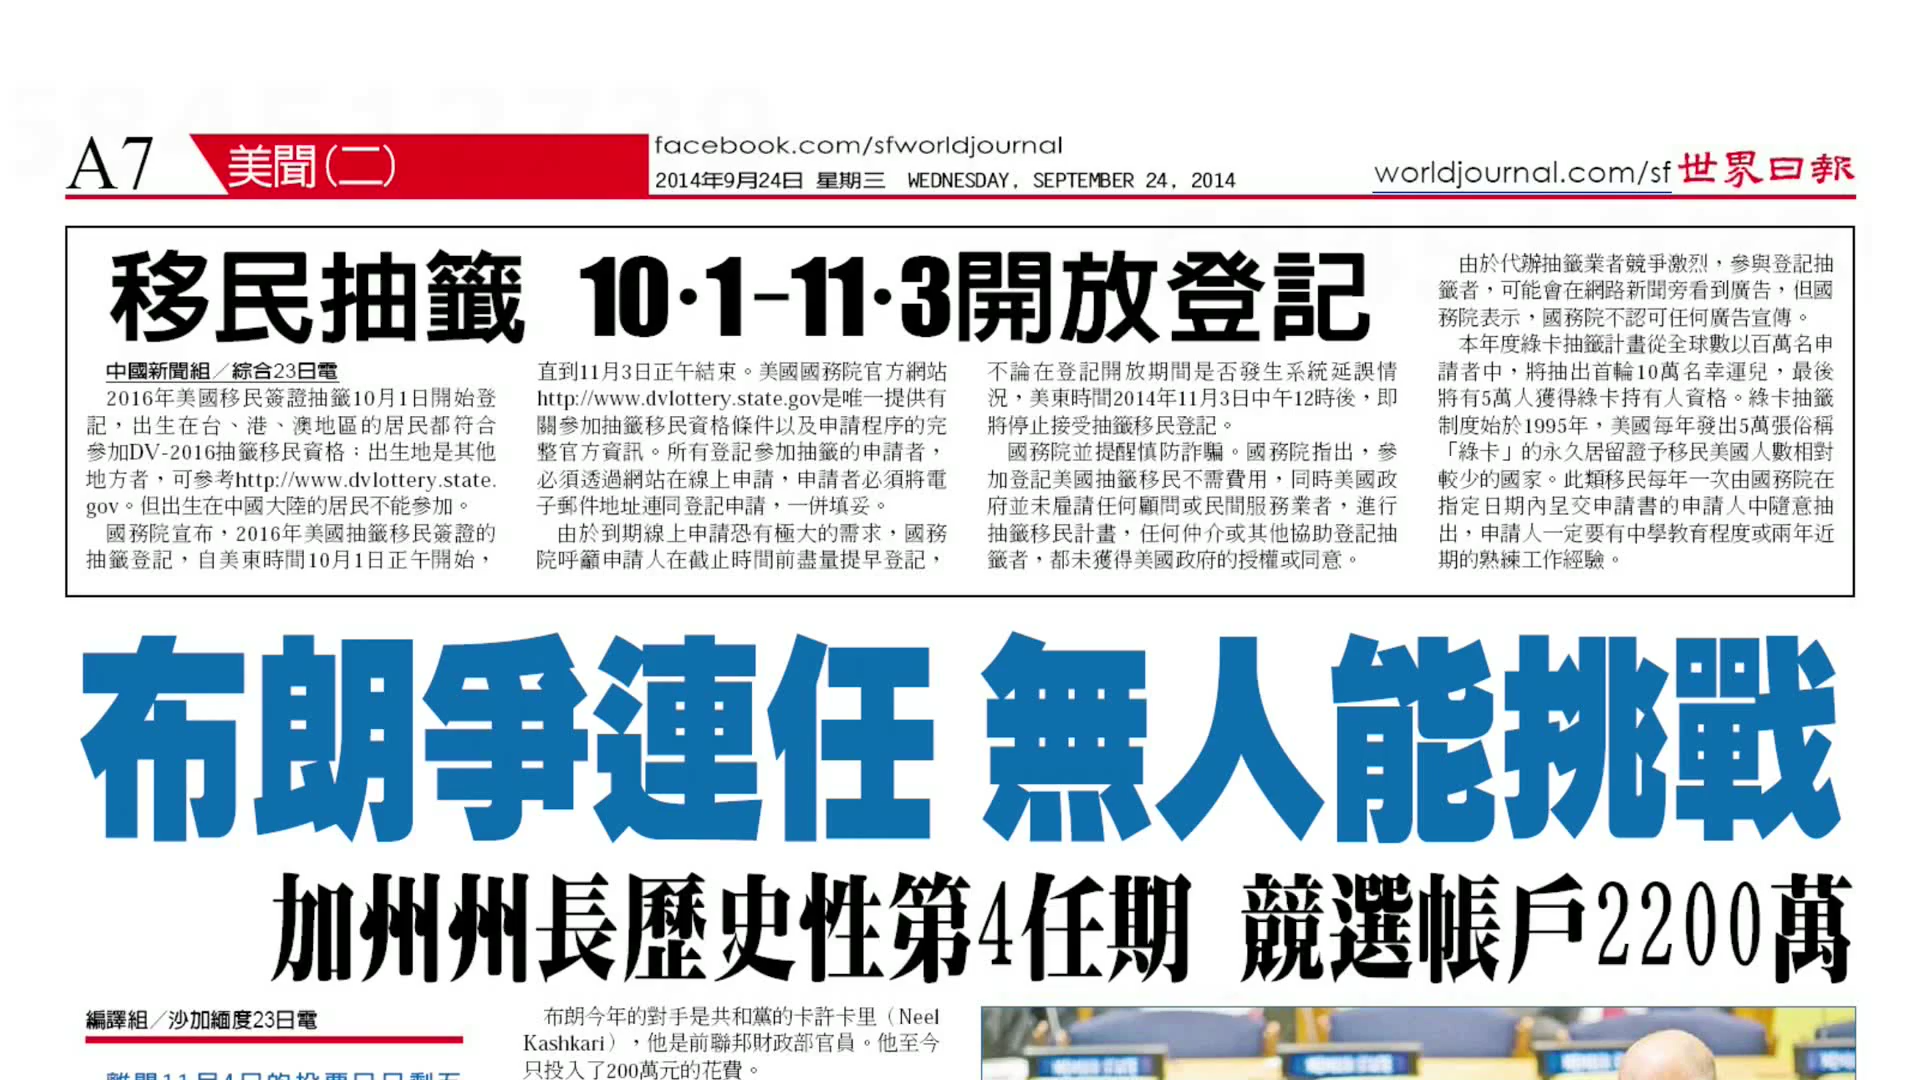 A7
美聞(二)
facebook.com/sfworldjournal
2014年9月24日 星期三 WEDNESDAY, SEPTEMBER 24, 2014
worldjournal.com/sf 世界日報
移民抽籤 10·1-11·3開放登記
中國新聞組／綜合23日電
2016年美國移民簽證抽籤10月1日開始登
記，出生在台、港、澳地區的居民都符合
參加DV-2016抽籤移民資格；出生地是其他
地方者，可參考http://www.dvlottery.state.
gov。但出生在中國大陸的居民不能參加。
國務院宣布，2016年美國抽籤移民簽證的
抽籤登記，自美東時間10月1日正午開始，
直到11月3日正午結束。美國國務院官方網站
http://www.dvlottery.state.gov是唯一提供有
關參加抽籤移民資格條件以及申請程序的完
整官方資訊。所有登記參加抽籤的申請者，
必須透過網站在線上申請，申請者必須將電
子郵件地址連同登記申請，一併填妥。
由於到期線上申請恐有極大的需求，國務
院呼籲申請人在截止時間前盡量提早登記，
不論在登記開放期間是否發生系統延誤情
況，美東時間2014年11月3日中午12時後，即
將停止接受抽籤移民登記。
國務院並提醒慎防詐騙。國務院指出，參
加登記美國抽籤移民不需費用，同時美國政
府並未雇請任何顧問或民間服務業者，進行
抽籤移民計畫，任何仲介或其他協助登記抽
籤者，都未獲得美國政府的授權或同意。
由於代辦抽籤業者競爭激烈，參與登記抽
籤者，可能會在網路新聞旁看到廣告，但國
務院表示，國務院不認可任何廣告宣傳。
本年度綠卡抽籤計畫從全球數以百萬名申
請者中，將抽出首輪10萬名幸運兒，最後
將有5萬人獲得綠卡持有人資格。綠卡抽籤
制度始於1995年，美國每年發出5萬張俗稱
「綠卡」的永久居留證予移民美國人數相對
較少的國家。此類移民每年一次由國務院在
指定日期內呈交申請書的申請人中隨意抽
出，申請人一定要有中學教育程度或兩年近
期的熟練工作經驗。
布朗爭連任 無人能挑戰
加州州長歷史性第4任期 競選帳戶2200萬
編譯組／沙加緬度23日電
離開11月4日的投票日只剩五
布朗今年的對手是共和黨的卡許卡里（Neel
Kashkari），他是前聯邦財政部官員。他至今
只投入了200萬元的花費。